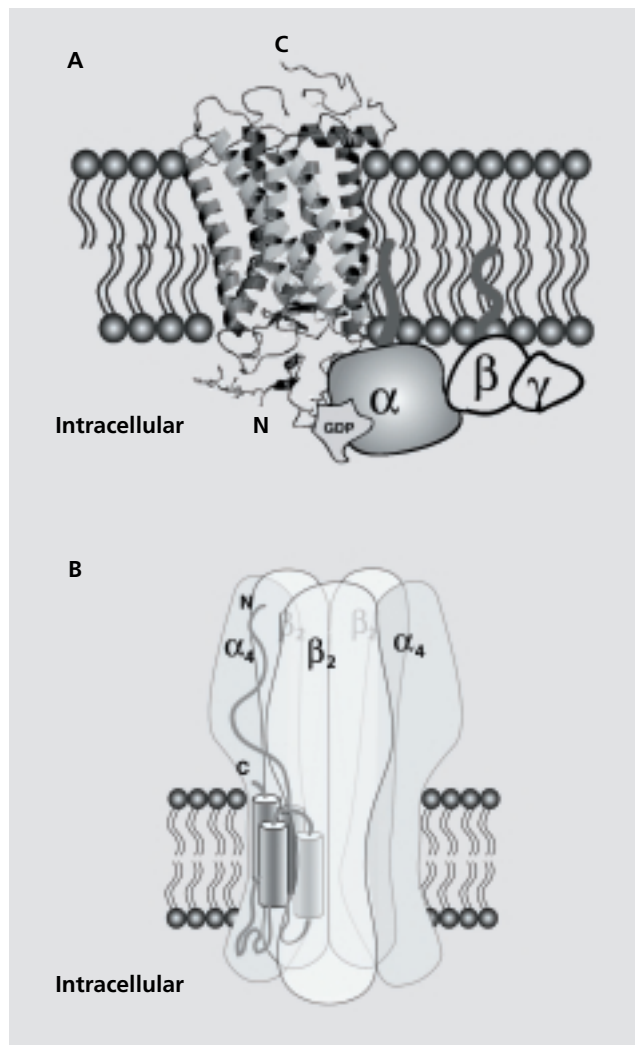 A
C
α
β
γ
GDP
Intracellular
N
B
N
α4
β2
β2
β2
α4
C
Intracellular